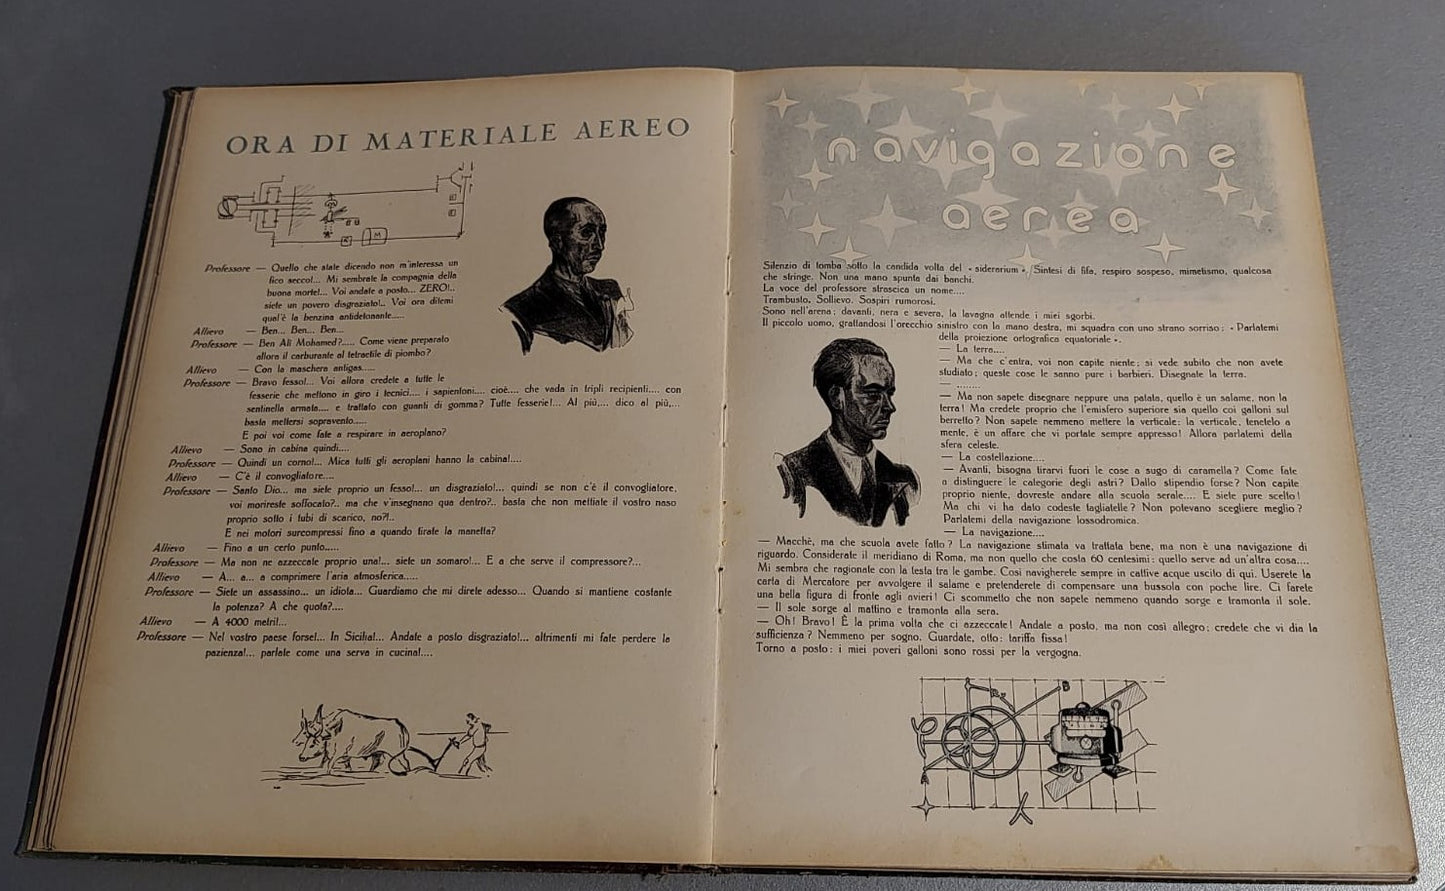 ORA DI MATERIALE AEREO
Professore — Quello che state dicendo non m'interessa un
fico secco!... Mi sembrate la compagnia della
buona morte!... Voi andate a posto... ZERO!..
siete un povero disgraziato!.. Voi ora ditemi
qual'è la benzina antidetonante.....
Allievo — Ben... Ben... Ben...
Professore — Ben Alì Mohamed?..... Come viene preparato
allora il carburante al tetraetile di piombo?
Allievo — Con la maschera antigas.....
Professore — Bravo fesso!... Voi allora credete a tutte le
fesserie che mettono in giro i tecnici.... i sapientoni.... cioè.... che vada in tripli recipienti.... con
sentinella armata.... e trattato con guanti di gomma? Tutte fesserie!... Al più,... dico al più,...
basta mettersi sopravento.....
E poi voi come fate a respirare in aeroplano?
Allievo — Sono in cabina quindi....
Professore — Quindi un corno!... Mica tutti gli aeroplani hanno la cabina!....
Allievo — C'è il convogliatore....
Professore — Santo Dio... ma siete proprio un fesso!... un disgraziato!... quindi se non c'è il convogliatore,
voi morireste soffocato?.. ma che v'insegnano qua dentro?.. basta che non mettiate il vostro naso
proprio sotto i tubi di scarico, no?!..
E nei motori surcompressi fino a quando tirate la manetta?
Allievo — Fino a un certo punto.....
Professore — Ma non ne azzeccate proprio una!... siete un somaro!... E a che serve il compressore?...
Allievo — A... a... a comprimere l'aria atmosferica.....
Professore — Siete un assassino... un idiota... Guardiamo che mi direte adesso... Quando si mantiene costante
la potenza? A che quota?....
Allievo — A 4000 metri!...
Professore — Nel vostro paese forse!... In Sicilia!... Andate a posto disgraziato!... altrimenti mi fate perdere la
pazienza!... parlate come una serva in cucina!....
navigazione
aerea
Silenzio di tomba sotto la candida volta del « siderarium ». Sintesi di fifa, respiro sospeso, mimetismo, qualcosa
che stringe. Non una mano spunta dai banchi.
La voce del professore strascica un nome....
Trambusto. Sollievo. Sospiri rumorosi.
Sono nell'arena; davanti, nera e severa, la lavagna attende i miei sgorbi.
Il piccolo uomo, grattandosi l'orecchio sinistro con la mano destra, mi squadra con uno strano sorriso; « Parlatemi
della proiezione ortografica equatoriale ».
— La terra....
— Ma che c'entra, voi non capite niente; si vede subito che non avete
studiato; queste cose le sanno pure i barbieri. Disegnate la terra.
— ........
— Ma non sapete disegnare neppure una patata, quello è un salame, non la
terra! Ma credete proprio che l'emisfero superiore sia quello coi galloni sul
berretto? Non sapete nemmeno mettere la verticale; la verticale, tenetelo a
mente, è un affare che vi portate sempre appresso! Allora parlatemi della
sfera celeste.
— La costellazione....
— Avanti, bisogna tirarvi fuori le cose a sugo di caramella? Come fate
a distinguere le categorie degli astri? Dallo stipendio forse? Non capite
proprio niente, dovreste andare alla scuola serale.... E siete pure scelto!
Ma chi vi ha dato codeste tagliatelle? Non potevano scegliere meglio?
Parlatemi della navigazione lossodromica.
— La navigazione....
— Macchè, ma che scuola avete fatto? La navigazione stimata va trattata bene, ma non è una navigazione di
riguardo. Considerate il meridiano di Roma, ma non quello che costa 60 centesimi: quello serve ad un'altra cosa....
Mi sembra che ragionate con la testa tra le gambe. Così navigherete sempre in cattive acque uscito di qui. Userete la
carta di Mercatore per avvolgere il salame e pretenderete di compensare una bussola con poche lire. Ci farete
una bella figura di fronte agli avieri! Ci scommetto che non sapete nemmeno quando sorge e tramonta il sole.
— Il sole sorge al mattino e tramonta alla sera.
— Oh! Bravo! È la prima volta che ci azzeccate! Andate a posto, ma non così allegro; credete che vi dia la
sufficienza? Nemmeno per sogno. Guardate, otto: tariffa fissa!
Torno a posto: i miei poveri galloni sono rossi per la vergogna.
B